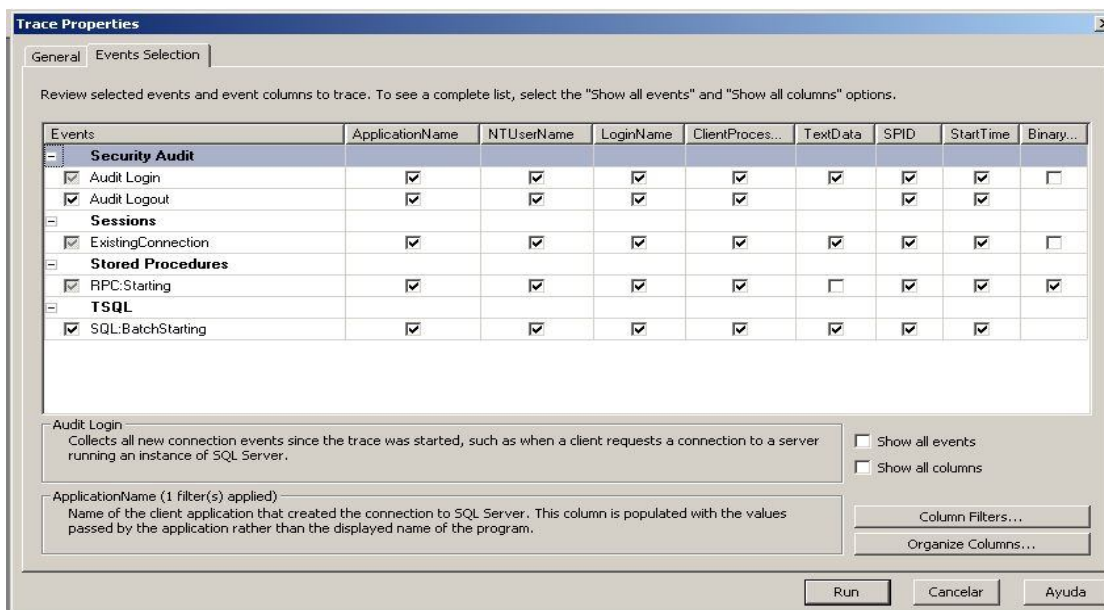 Trace Properties
General Events Selection
Review selected events and event columns to trace. To see a complete list, select the "Show all events" and "Show all columns" options.
Events ApplicationName NTUserName LoginName ClientProces... TextData SPID StartTime Binary...
Security Audit
Audit Login
Audit Logout
Sessions
ExistingConnection
Stored Procedures
RPC:Starting
TSQL
SQL:BatchStarting
Audit Login
Collects all new connection events since the trace was started, such as when a client requests a connection to a server
running an instance of SQL Server.
Show all events
Show all columns
ApplicationName (1 filter(s) applied)
Name of the client application that created the connection to SQL Server. This column is populated with the values
passed by the application rather than the displayed name of the program.
Column Filters...
Organize Columns...
Run Cancelar Ayuda